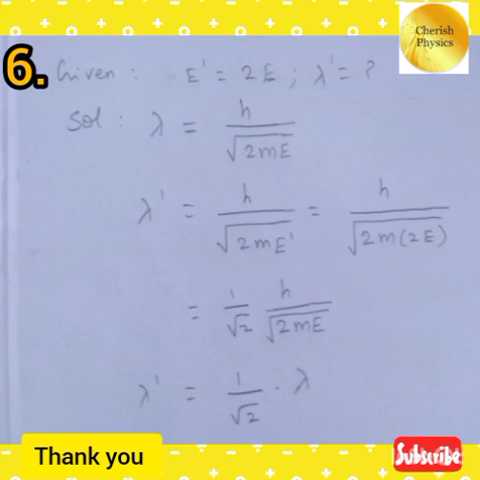 Cherish
Physics
6. Given : E' = 2E ; λ' = ?
Sol : λ = h / √2mE
λ' = h / √2mE' = h / √2m(2E)
= 1/√2 h / √2mE
λ' = 1/√2 . λ
Thank you
Subscribe